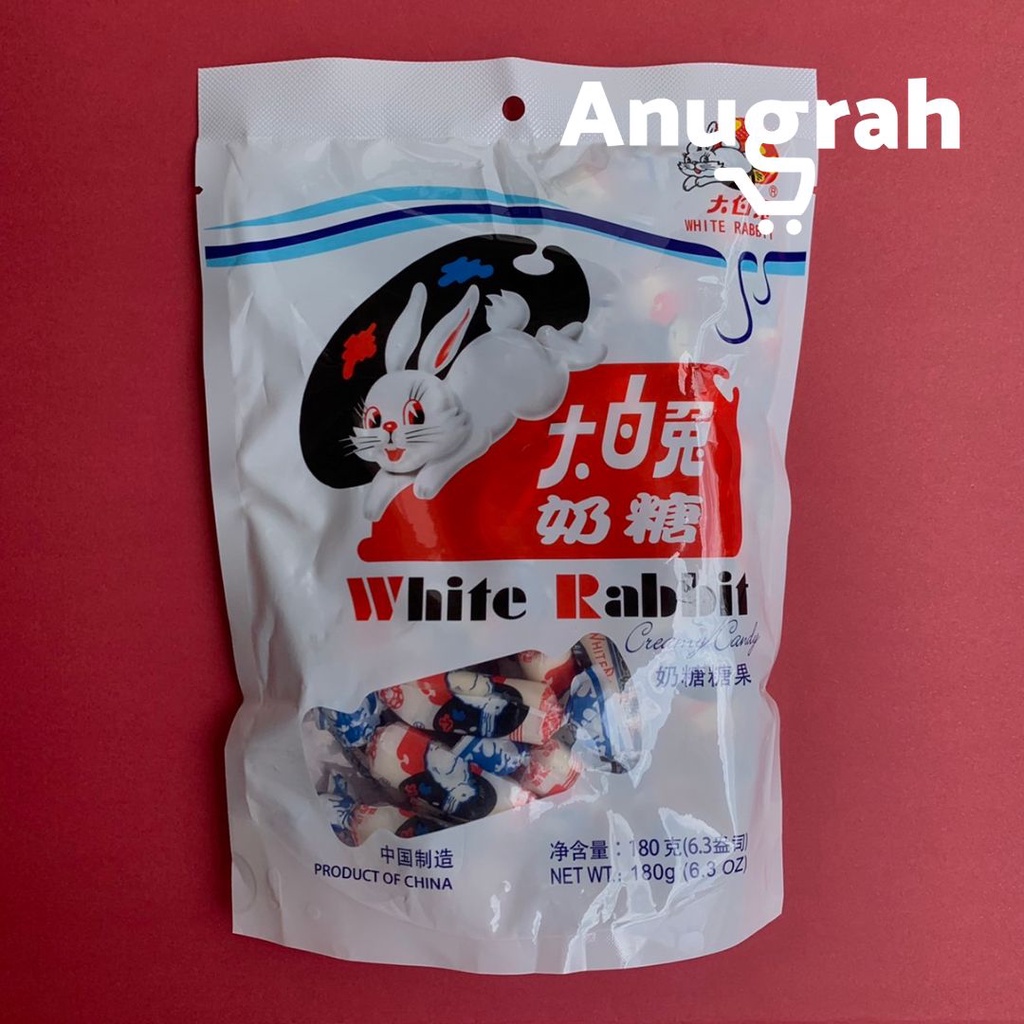 Anugrah
大白兔®
WHITE RABBIT
大白兔
奶糖
White Rabbit
Creamy Candy
奶糖糖果
WHITE R
中国制造
PRODUCT OF CHINA
净含量：180克(6.3盎司)
NET WT.: 180g (6.3 OZ)